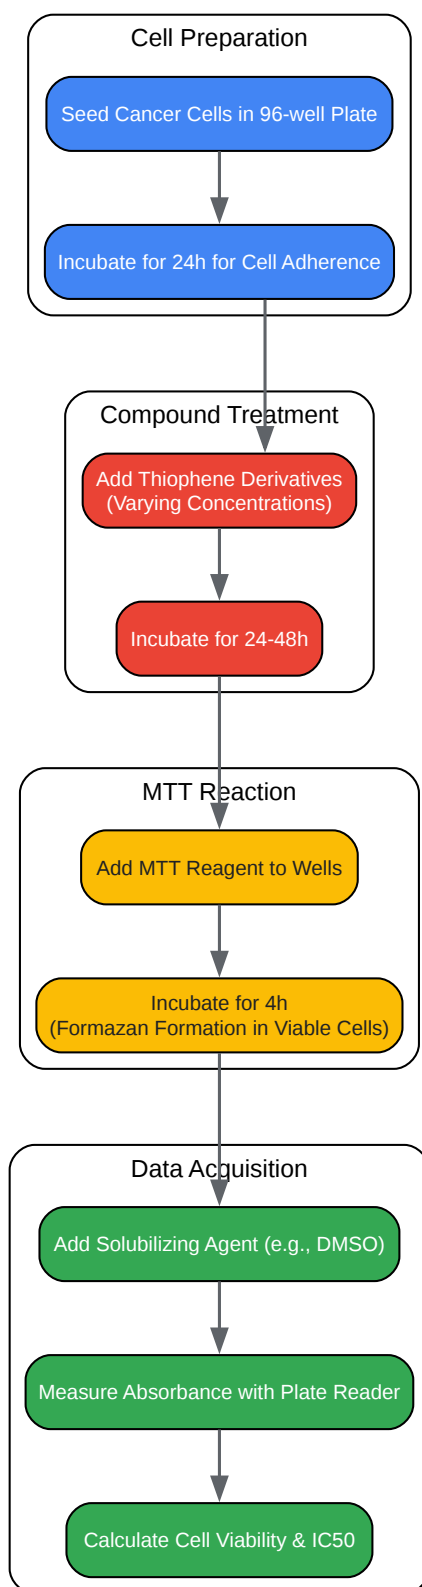 Cell Preparation
Seed Cancer Cells in 96-well Plate
Incubate for 24h for Cell Adherence
Compound Treatment
Add Thiophene Derivatives
(Varying Concentrations)
Incubate for 24-48h
MTT Reaction
Add MTT Reagent to Wells
Incubate for 4h
(Formazan Formation in Viable Cells)
Data Acquisition
Add Solubilizing Agent (e.g., DMSO)
Measure Absorbance with Plate Reader
Calculate Cell Viability & IC50